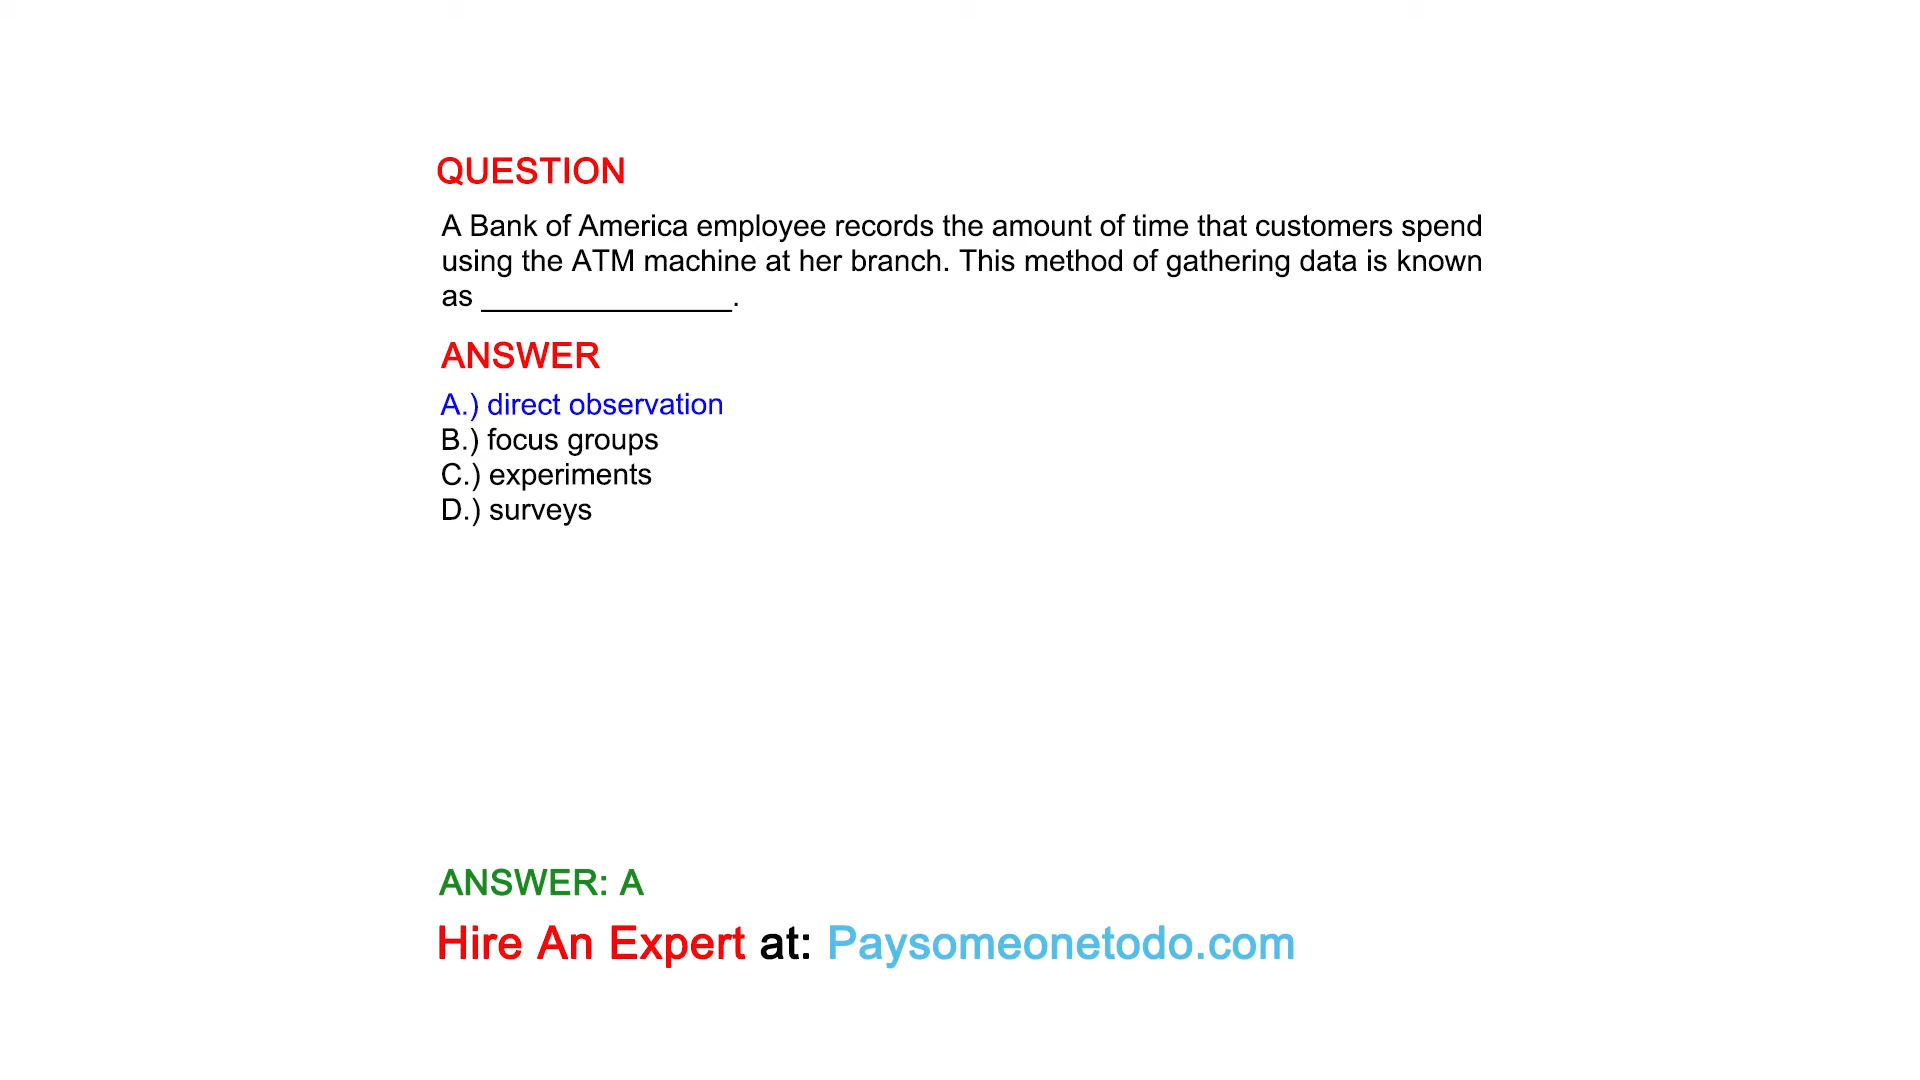 QUESTION
A Bank of America employee records the amount of time that customers spend
using the ATM machine at her branch. This method of gathering data is known
as _______________.
ANSWER
A.) direct observation
B.) focus groups
C.) experiments
D.) surveys
ANSWER: A
Hire An Expert at: Paysomeonetodo.com